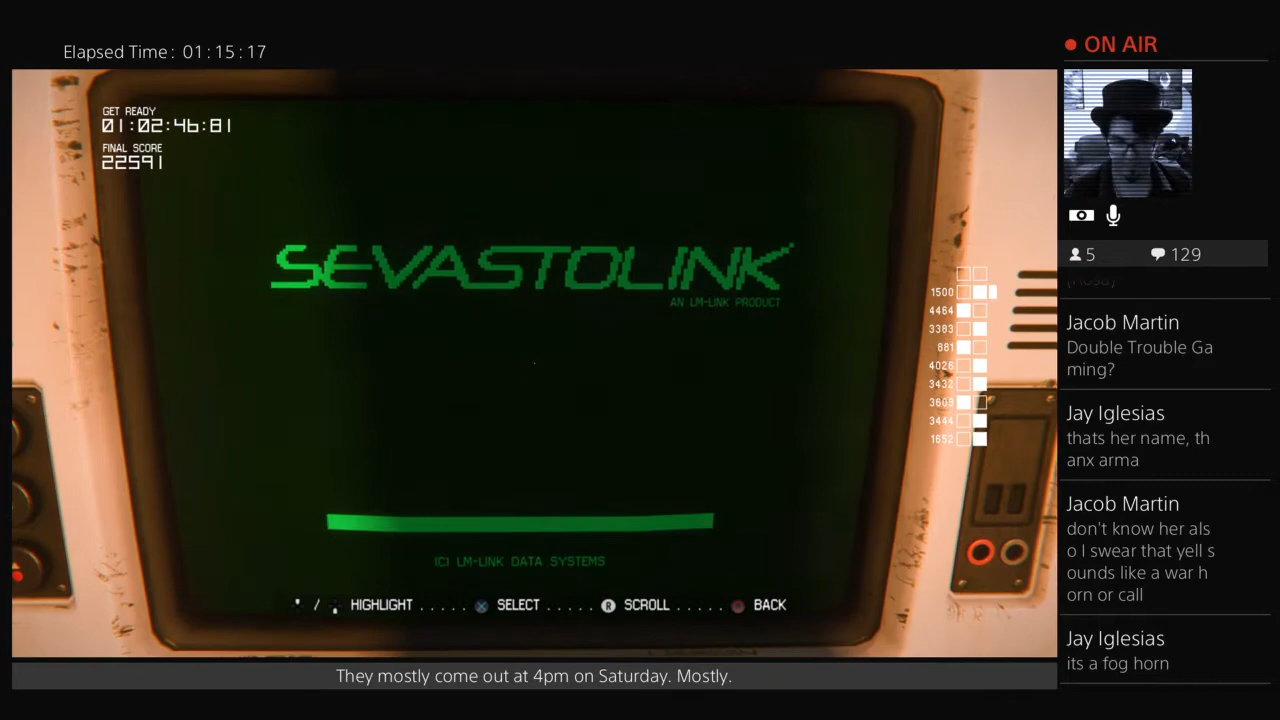 Elapsed Time: 01:15:17
ON AIR
GET READY
01:02:46:81
FINAL SCORE
22591
SEVASTOLINK
AN LM-LINK PRODUCT
1500
4464
3383
881
4026
3432
3609
3444
1652
(C) LM-LINK DATA SYSTEMS
/ HIGHLIGHT ..... SELECT ..... R SCROLL ..... BACK
They mostly come out at 4pm on Saturday. Mostly.
5 129
Jacob Martin
Double Trouble Ga
ming?
Jay Iglesias
thats her name, th
anx arma
Jacob Martin
don't know her als
o I swear that yell s
ounds like a war h
orn or call
Jay Iglesias
its a fog horn